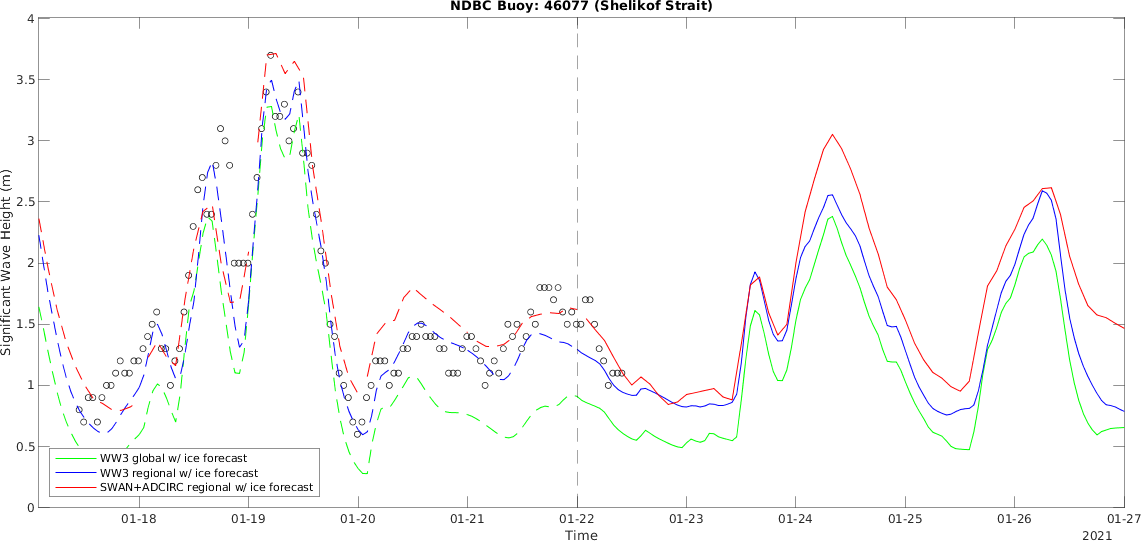 NDBC Buoy: 46077 (Shelikof Strait)
4
3.5
3
2.5
2
1.5
1
0.5
0
Significant Wave Height (m)
WW3 global w/ ice forecast
WW3 regional w/ ice forecast
SWAN+ADCIRC regional w/ ice forecast
01-18 01-19 01-20 01-21 01-22 01-23 01-24 01-25 01-26 01-27
Time
2021